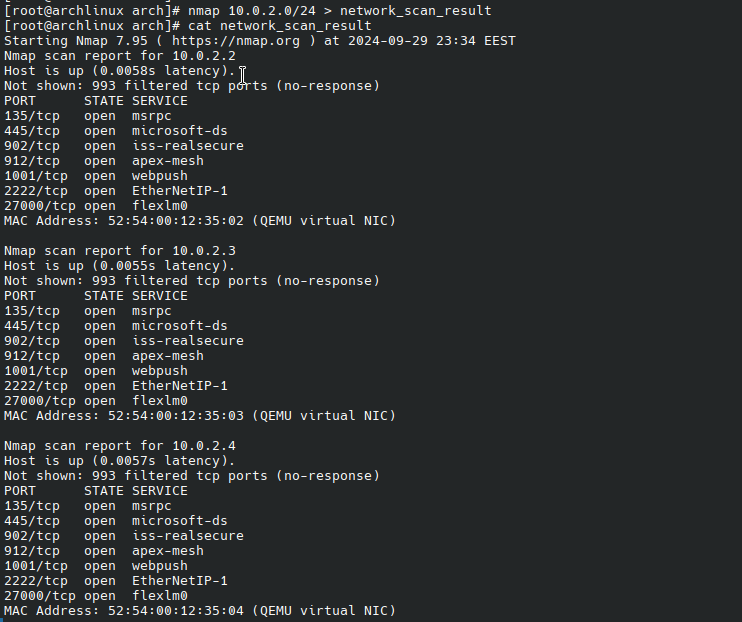 [root@archlinux arch]# nmap 10.0.2.0/24 > network_scan_result
[root@archlinux arch]# cat network_scan_result
Starting Nmap 7.95 ( https://nmap.org ) at 2024-09-29 23:34 EEST
Nmap scan report for 10.0.2.2
Host is up (0.0058s latency).
Not shown: 993 filtered tcp ports (no-response)
PORT      STATE SERVICE
135/tcp   open  msrpc
445/tcp   open  microsoft-ds
902/tcp   open  iss-realsecure
912/tcp   open  apex-mesh
1001/tcp  open  webpush
2222/tcp  open  EtherNetIP-1
27000/tcp open  flexlm0
MAC Address: 52:54:00:12:35:02 (QEMU virtual NIC)

Nmap scan report for 10.0.2.3
Host is up (0.0055s latency).
Not shown: 993 filtered tcp ports (no-response)
PORT      STATE SERVICE
135/tcp   open  msrpc
445/tcp   open  microsoft-ds
902/tcp   open  iss-realsecure
912/tcp   open  apex-mesh
1001/tcp  open  webpush
2222/tcp  open  EtherNetIP-1
27000/tcp open  flexlm0
MAC Address: 52:54:00:12:35:03 (QEMU virtual NIC)

Nmap scan report for 10.0.2.4
Host is up (0.0057s latency).
Not shown: 993 filtered tcp ports (no-response)
PORT      STATE SERVICE
135/tcp   open  msrpc
445/tcp   open  microsoft-ds
902/tcp   open  iss-realsecure
912/tcp   open  apex-mesh
1001/tcp  open  webpush
2222/tcp  open  EtherNetIP-1
27000/tcp open  flexlm0
MAC Address: 52:54:00:12:35:04 (QEMU virtual NIC)